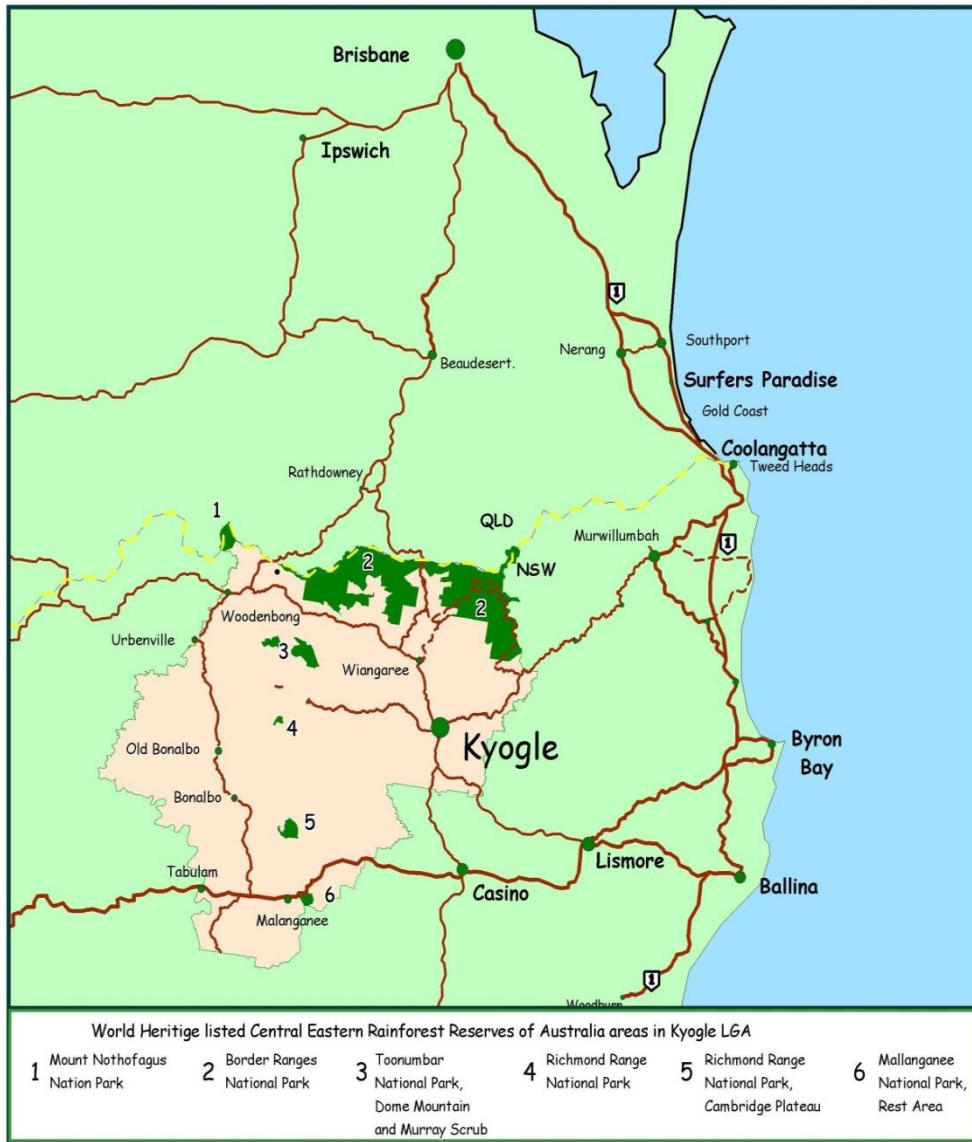 Brisbane
Ipswich
1
Beaudesert.
Nerang
Southport
Surfers Paradise
Gold Coast
Coolangatta
Tweed Heads
Rathdowney
1
QLD
Murwillumbah
1
2
NSW
Woodenbong
2
Urbenville
3
Wiangaree
4
Kyogle
Old Bonalbo
Byron
Bay
Bonalbo
5
Lismore
Tabulam
Casino
Ballina
Malanganee
6
1
Woodburn
World Heritige listed Central Eastern Rainforest Reserves of Australia areas in Kyogle LGA
1 Mount Nothofagus
Nation Park
2 Border Ranges
National Park
3 Toonumbar
National Park,
Dome Mountain
and Murray Scrub
4 Richmond Range
National Park
5 Richmond Range
National Park,
Cambridge Plateau
6 Mallanganee
National Park,
Rest Area